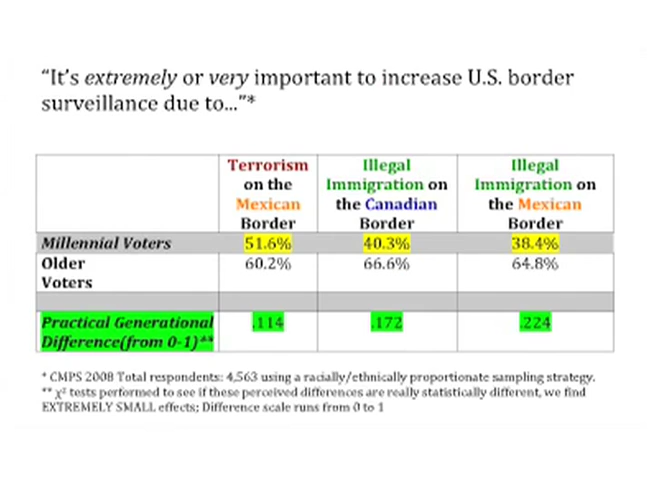 “It’s extremely or very important to increase U.S. border
surveillance due to...”*
Terrorism on the Mexican Border
Illegal Immigration on the Canadian Border
Illegal Immigration on the Mexican Border
Millennial Voters 51.6% 40.3% 38.4%
Older Voters 60.2% 66.6% 64.8%
Practical Generational Difference(from 0-1)** .114 .172 .224
* CMPS 2008 Total respondents: 4,563 using a racially/ethnically proportionate sampling strategy.
** χ² tests performed to see if these perceived differences are really statistically different, we find
EXTREMELY SMALL effects; Difference scale runs from 0 to 1